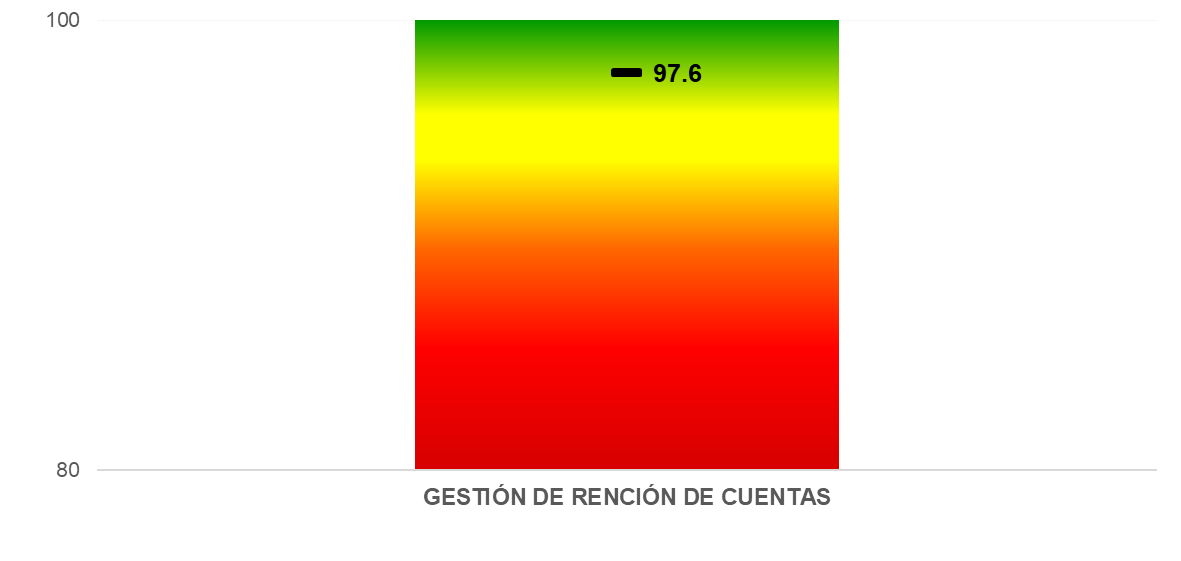 100
97.6
80
GESTIÓN DE RENCIÓN DE CUENTAS